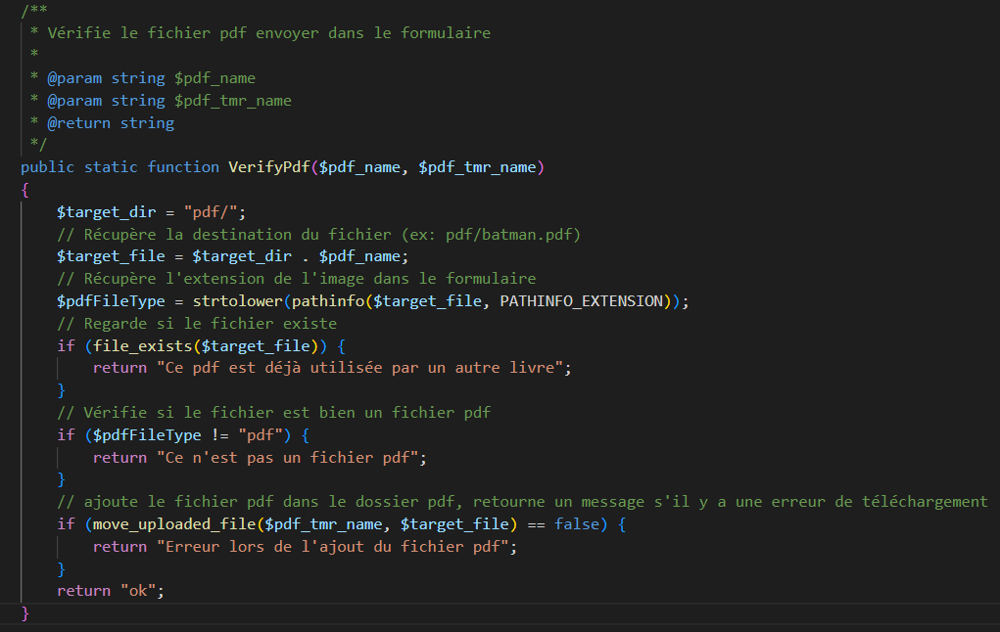 /**
 * Vérifie le fichier pdf envoyer dans le formulaire
 *
 * @param string $pdf_name
 * @param string $pdf_tmr_name
 * @return string
 */
public static function VerifyPdf($pdf_name, $pdf_tmr_name)
{
    $target_dir = "pdf/";
    // Récupère la destination du fichier (ex: pdf/batman.pdf)
    $target_file = $target_dir . $pdf_name;
    // Récupère l'extension de l'image dans le formulaire
    $pdfFileType = strtolower(pathinfo($target_file, PATHINFO_EXTENSION));
    // Regarde si le fichier existe
    if (file_exists($target_file)) {
        return "Ce pdf est déjà utilisée par un autre livre";
    }
    // Vérifie si le fichier est bien un fichier pdf
    if ($pdfFileType != "pdf") {
        return "Ce n'est pas un fichier pdf";
    }
    // ajoute le fichier pdf dans le dossier pdf, retourne un message s'il y a une erreur de téléchargement
    if (move_uploaded_file($pdf_tmr_name, $target_file) == false) {
        return "Erreur lors de l'ajout du fichier pdf";
    }
    return "ok";
}